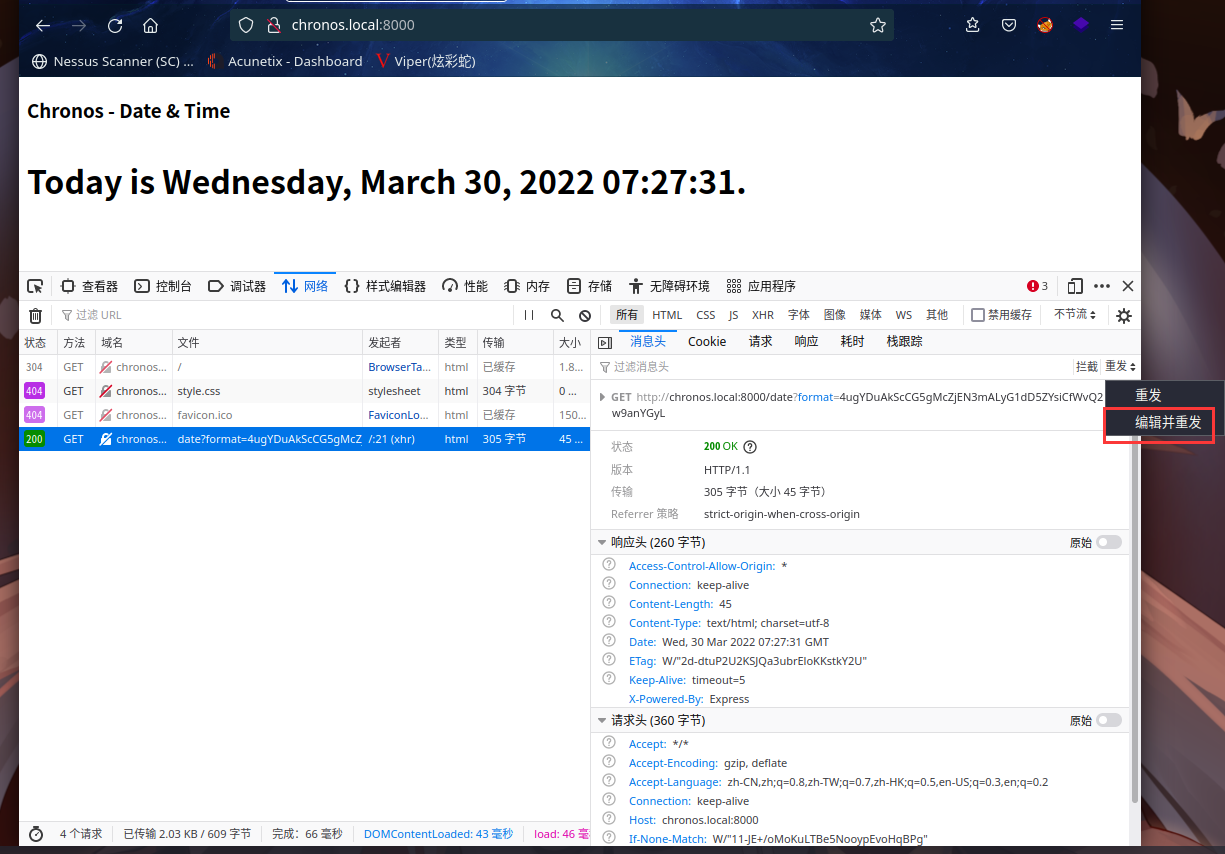 chronos.local:8000
Nessus Scanner (SC) ... Acunetix - Dashboard Viper(炫彩蛇)
Chronos - Date & Time
Today is Wednesday, March 30, 2022 07:27:31.
查看器 控制台 调试器 网络 样式编辑器 性能 内存 存储 无障碍环境 应用程序 3
过滤 URL 所有 HTML CSS JS XHR 字体 图像 媒体 WS 其他 禁用缓存 不节流
状态 方法 域名 文件 发起者 类型 传输 大小
304 GET chronos... / BrowserTa... html 已缓存 1.8...
404 GET chronos... style.css stylesheet html 304 字节 0 ...
404 GET chronos... favicon.ico FaviconLo... html 已缓存 150...
200 GET chronos... date?format=4ugYDuAkScCG5gMcZ /:21 (xhr) html 305 字节 45 ...
消息头 Cookie 请求 响应 耗时 栈跟踪
过滤消息头 拦截 重发
重发
编辑并重发
GET http://chronos.local:8000/date?format=4ugYDuAkScCG5gMcZjEN3mALyG1dD5ZYsiCfWvQ2
w9anYGyL
状态 200 OK
版本 HTTP/1.1
传输 305 字节（大小 45 字节）
Referrer 策略 strict-origin-when-cross-origin
响应头 (260 字节) 原始
Access-Control-Allow-Origin: *
Connection: keep-alive
Content-Length: 45
Content-Type: text/html; charset=utf-8
Date: Wed, 30 Mar 2022 07:27:31 GMT
ETag: W/"2d-dtuP2U2KSJQa3ubrEloKKstkY2U"
Keep-Alive: timeout=5
X-Powered-By: Express
请求头 (360 字节) 原始
Accept: */*
Accept-Encoding: gzip, deflate
Accept-Language: zh-CN,zh;q=0.8,zh-TW;q=0.7,zh-HK;q=0.5,en-US;q=0.3,en;q=0.2
Connection: keep-alive
Host: chronos.local:8000
If-None-Match: W/"11-JE+/oMoKuLTBe5NooypEvoHqBPg"
4 个请求 已传输 2.03 KB / 609 字节 完成：66 毫秒 DOMContentLoaded: 43 毫秒 load: 46 毫